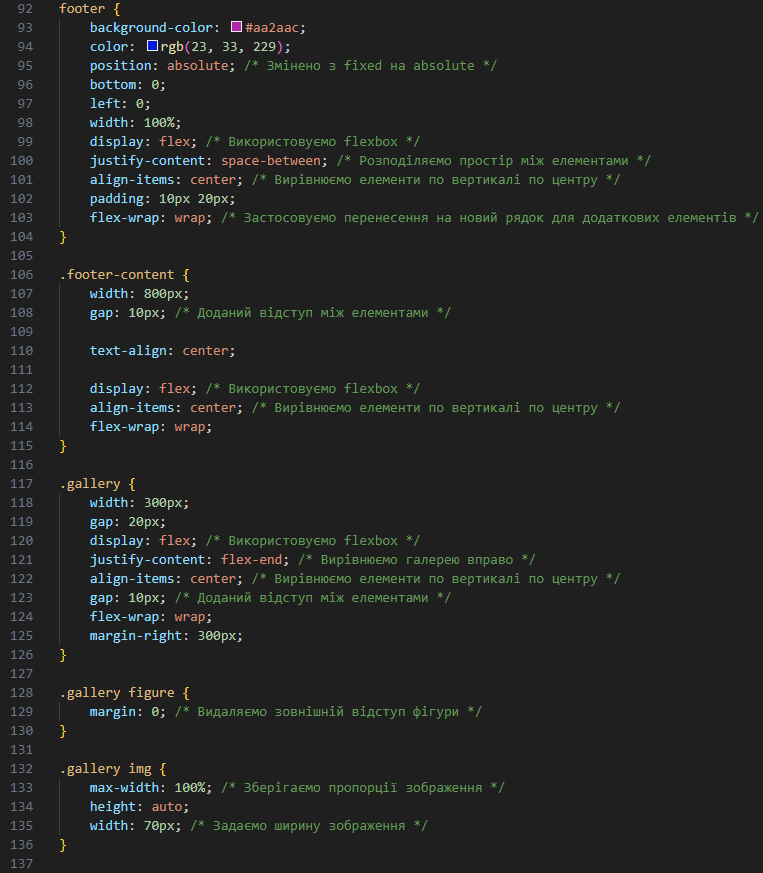 92 footer {
93 background-color: #aa2aac;
94 color: rgb(23, 33, 229);
95 position: absolute; /* Змінено з fixed на absolute */
96 bottom: 0;
97 left: 0;
98 width: 100%;
99 display: flex; /* Використовуємо flexbox */
100 justify-content: space-between; /* Розподіляємо простір між елементами */
101 align-items: center; /* Вирівнюємо елементи по вертикалі по центру */
102 padding: 10px 20px;
103 flex-wrap: wrap; /* Застосовуємо перенесення на новий рядок для додаткових елементів */
104 }
105
106 .footer-content {
107 width: 800px;
108 gap: 10px; /* Доданий відступ між елементами */
109
110 text-align: center;
111
112 display: flex; /* Використовуємо flexbox */
113 align-items: center; /* Вирівнюємо елементи по вертикалі по центру */
114 flex-wrap: wrap;
115 }
116
117 .gallery {
118 width: 300px;
119 gap: 20px;
120 display: flex; /* Використовуємо flexbox */
121 justify-content: flex-end; /* Вирівнюємо галерею вправо */
122 align-items: center; /* Вирівнюємо елементи по вертикалі по центру */
123 gap: 10px; /* Доданий відступ між елементами */
124 flex-wrap: wrap;
125 margin-right: 300px;
126 }
127
128 .gallery figure {
129 margin: 0; /* Видаляємо зовнішній відступ фігури */
130 }
131
132 .gallery img {
133 max-width: 100%; /* Зберігаємо пропорції зображення */
134 height: auto;
135 width: 70px; /* Задаємо ширину зображення */
136 }
137